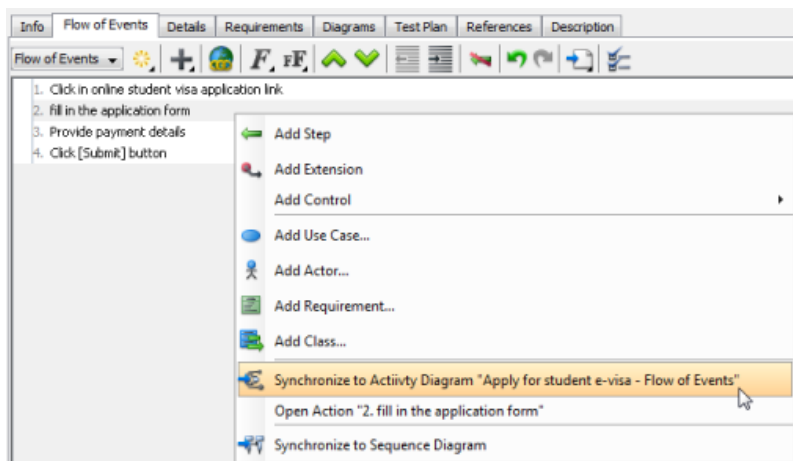 Info Flow of Events Details Requirements Diagrams Test Plan References Description
Flow of Events
1. Click in online student visa application link
2. fill in the application form
3. Provide payment details
4. Click [Submit] button
Add Step
Add Extension
Add Control
Add Use Case...
Add Actor...
Add Requirement...
Add Class...
Synchronize to Actiivty Diagram "Apply for student e-visa - Flow of Events"
Open Action "2. fill in the application form"
Synchronize to Sequence Diagram